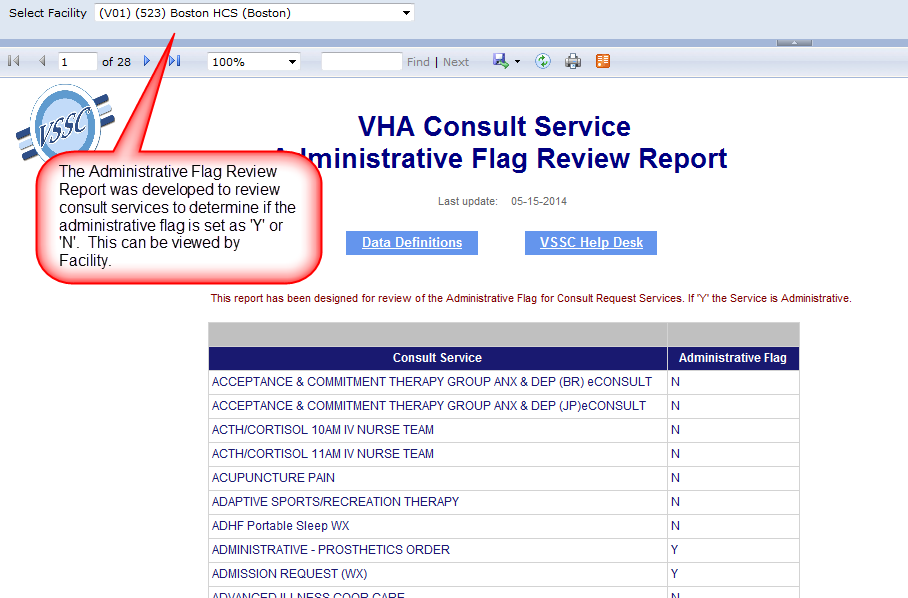 Select Facility (V01) (523) Boston HCS (Boston)
1 of 28 100% Find | Next
VSSC
VHA Consult Service
Administrative Flag Review Report
The Administrative Flag Review
Report was developed to review
consult services to determine if the
administrative flag is set as 'Y' or
'N'.  This can be viewed by
Facility.
Last update: 05-15-2014
Data Definitions VSSC Help Desk
This report has been designed for review of the Administrative Flag for Consult Request Services. If 'Y' the Service is Administrative.
Consult Service Administrative Flag
ACCEPTANCE & COMMITMENT THERAPY GROUP ANX & DEP (BR) eCONSULT N
ACCEPTANCE & COMMITMENT THERAPY GROUP ANX & DEP (JP)eCONSULT N
ACTH/CORTISOL 10AM IV NURSE TEAM N
ACTH/CORTISOL 11AM IV NURSE TEAM N
ACUPUNCTURE PAIN N
ADAPTIVE SPORTS/RECREATION THERAPY N
ADHF Portable Sleep WX N
ADMINISTRATIVE - PROSTHETICS ORDER Y
ADMISSION REQUEST (WX) Y
ADVANCED ILLNESS COOR CARE N